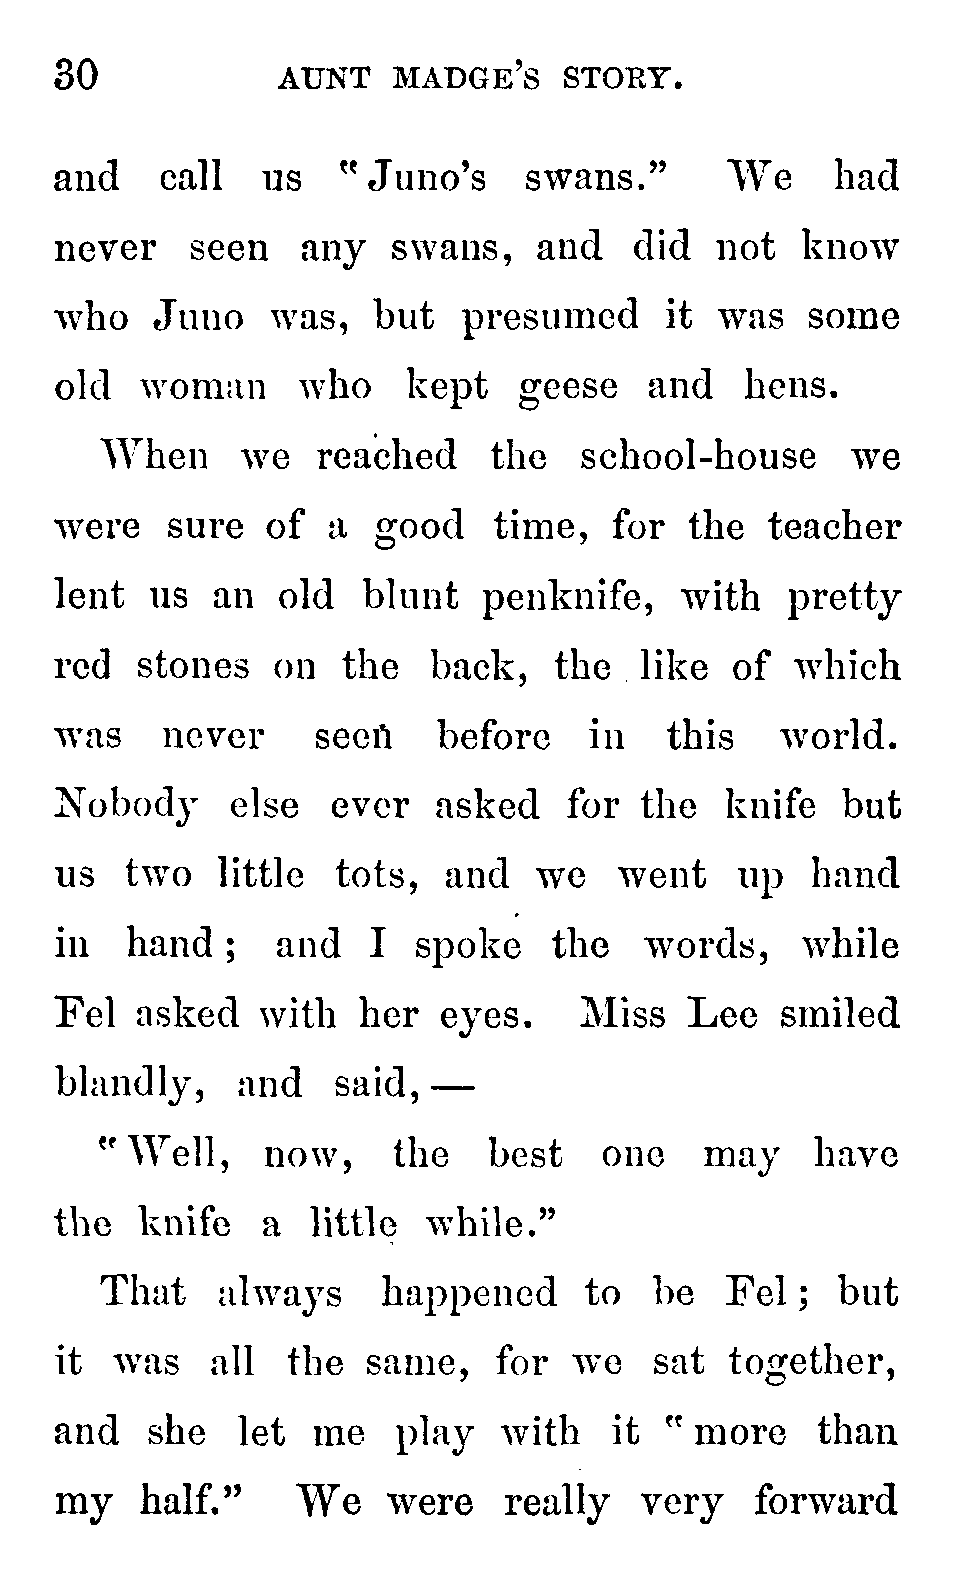 30 AUNT MADGE'S STORY.
and call us "Juno's swans." We had
never seen any swans, and did not know
who Juno was, but presumed it was some
old woman who kept geese and hens.
When we reached the school-house we
were sure of a good time, for the teacher
lent us an old blunt penknife, with pretty
red stones on the back, the like of which
was never seen before in this world.
Nobody else ever asked for the knife but
us two little tots, and we went up hand
in hand; and I spoke the words, while
Fel asked with her eyes. Miss Lee smiled
blandly, and said,—
"Well, now, the best one may have
the knife a little while."
That always happened to be Fel; but
it was all the same, for we sat together,
and she let me play with it "more than
my half." We were really very forward